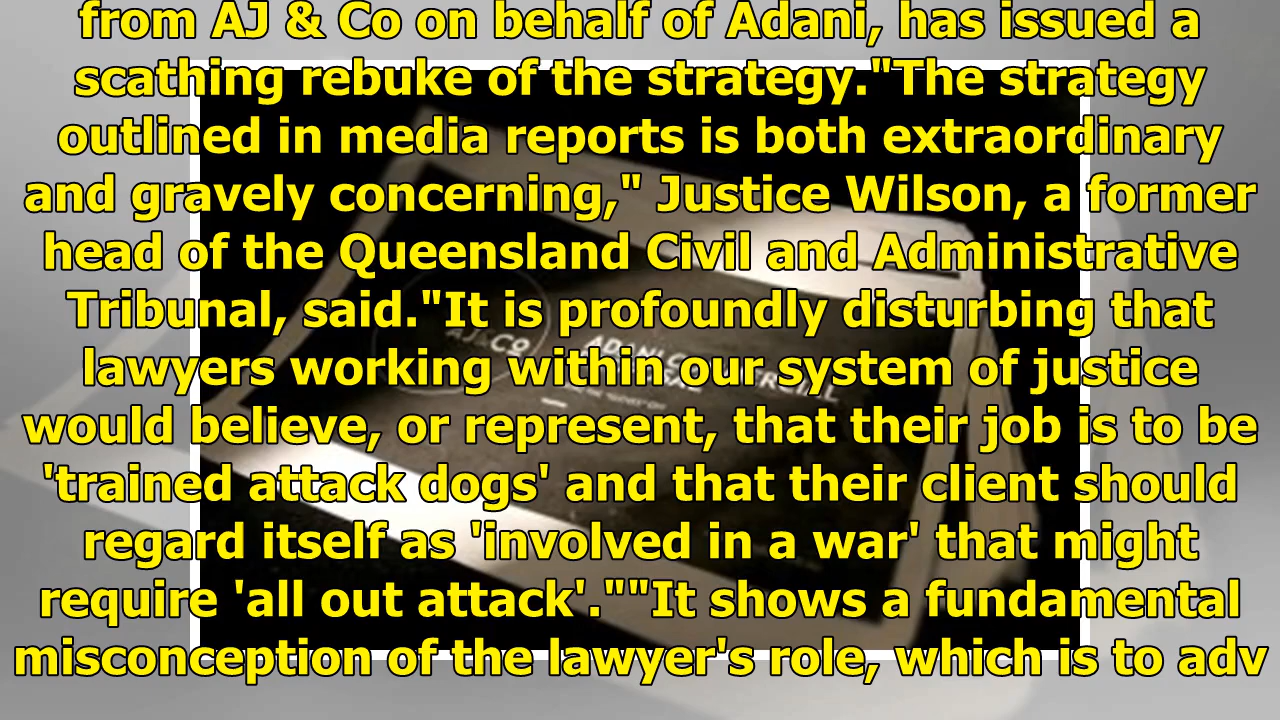 from AJ & Co on behalf of Adani, has issued a
scathing rebuke of the strategy."The strategy
outlined in media reports is both extraordinary
and gravely concerning," Justice Wilson, a former
head of the Queensland Civil and Administrative
Tribunal, said."It is profoundly disturbing that
lawyers working within our system of justice
would believe, or represent, that their job is to be
'trained attack dogs' and that their client should
regard itself as 'involved in a war' that might
require 'all out attack'.""It shows a fundamental
misconception of the lawyer's role, which is to adv
AJ&CO